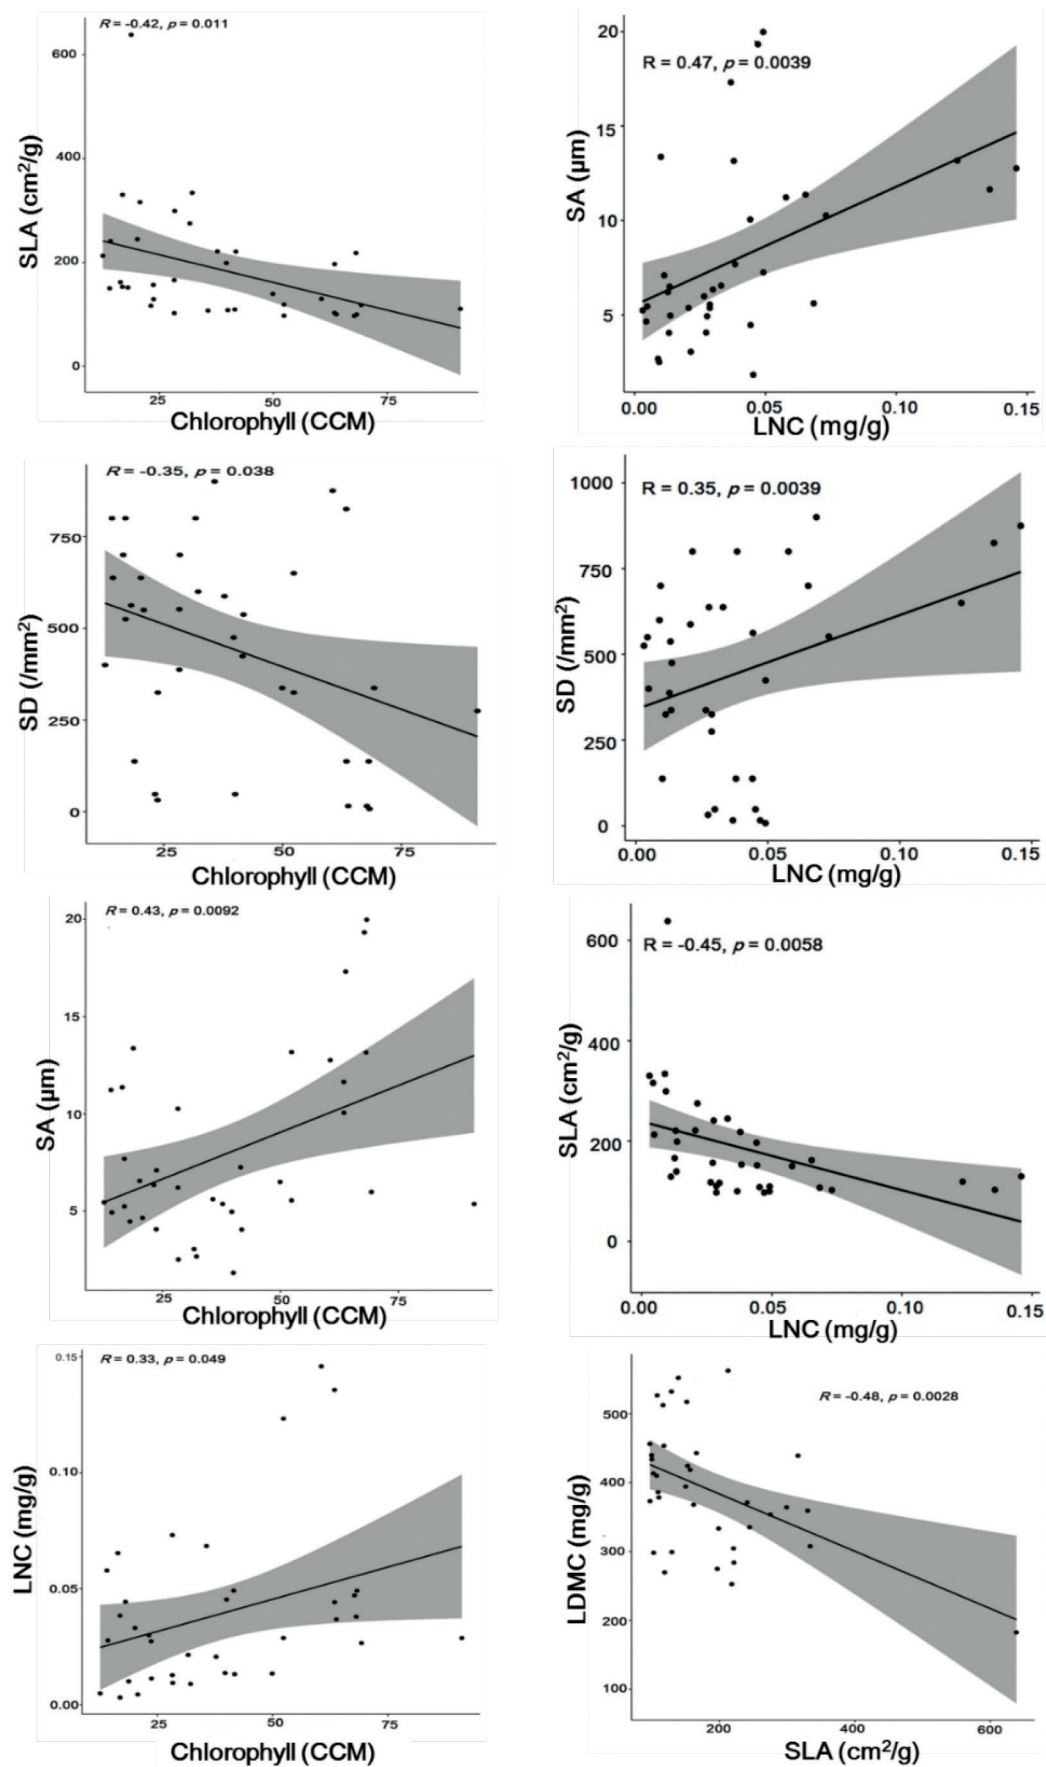 R = -0.42, p = 0.011
600
400
200
0
SLA (cm²/g)
25 50 75
Chlorophyll (CCM)
R = 0.47, p = 0.0039
20
15
10
5
SA (µm)
0.00 0.05 0.10 0.15
LNC (mg/g)
R = -0.35, p = 0.038
750
500
250
0
SD (/mm²)
25 50 75
Chlorophyll (CCM)
R = 0.35, p = 0.0039
1000
750
500
250
0
SD (/mm²)
0.00 0.05 0.10 0.15
LNC (mg/g)
R = 0.43, p = 0.0092
20
15
10
5
SA (µm)
25 50 75
Chlorophyll (CCM)
R = -0.45, p = 0.0058
600
400
200
0
SLA (cm²/g)
0.00 0.05 0.10 0.15
LNC (mg/g)
R = 0.33, p = 0.049
0.15
0.10
0.05
0.00
LNC (mg/g)
25 50 75
Chlorophyll (CCM)
R = -0.48, p = 0.0028
500
400
300
200
100
LDMC (mg/g)
200 400 600
SLA (cm²/g)